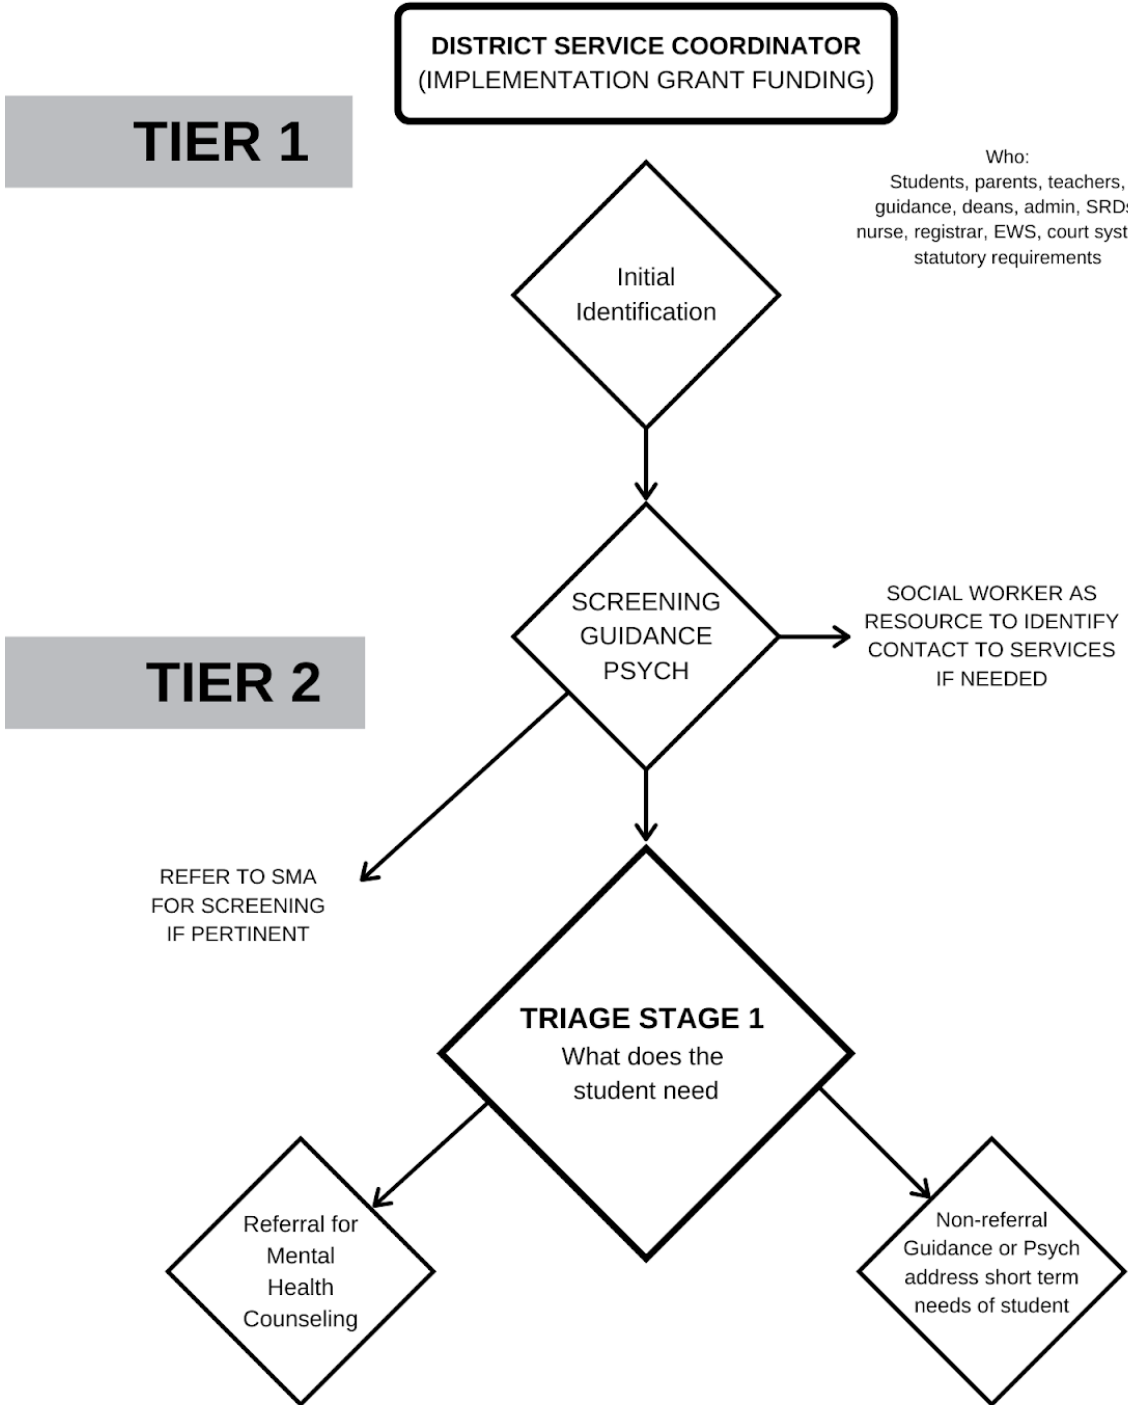 DISTRICT SERVICE COORDINATOR
(IMPLEMENTATION GRANT FUNDING)
TIER 1
Who:
Students, parents, teachers,
guidance, deans, admin, SRDs
nurse, registrar, EWS, court syst
statutory requirements
Initial
Identification
SCREENING
GUIDANCE
PSYCH
SOCIAL WORKER AS
RESOURCE TO IDENTIFY
CONTACT TO SERVICES
IF NEEDED
TIER 2
REFER TO SMA
FOR SCREENING
IF PERTINENT
TRIAGE STAGE 1
What does the
student need
Referral for
Mental
Health
Counseling
Non-referral
Guidance or Psych
address short term
needs of student